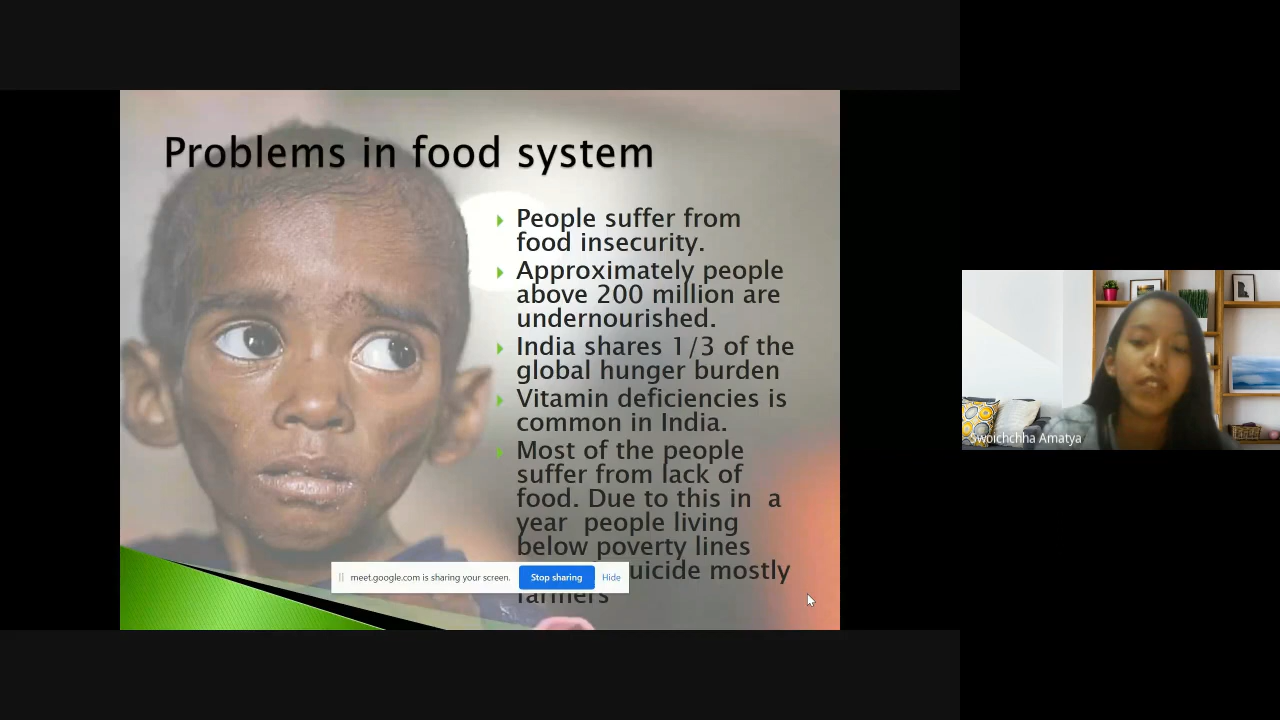 Problems in food system
People suffer from
food insecurity.
Approximately people
above 200 million are
undernourished.
India shares 1/3 of the
global hunger burden
Vitamin deficiencies is
common in India.
Most of the people
suffer from lack of
food. Due to this in a
year people living
below poverty lines
uicide mostly
farmers
meet.google.com is sharing your screen.
Stop sharing
Hide
Swoichchha Amatya